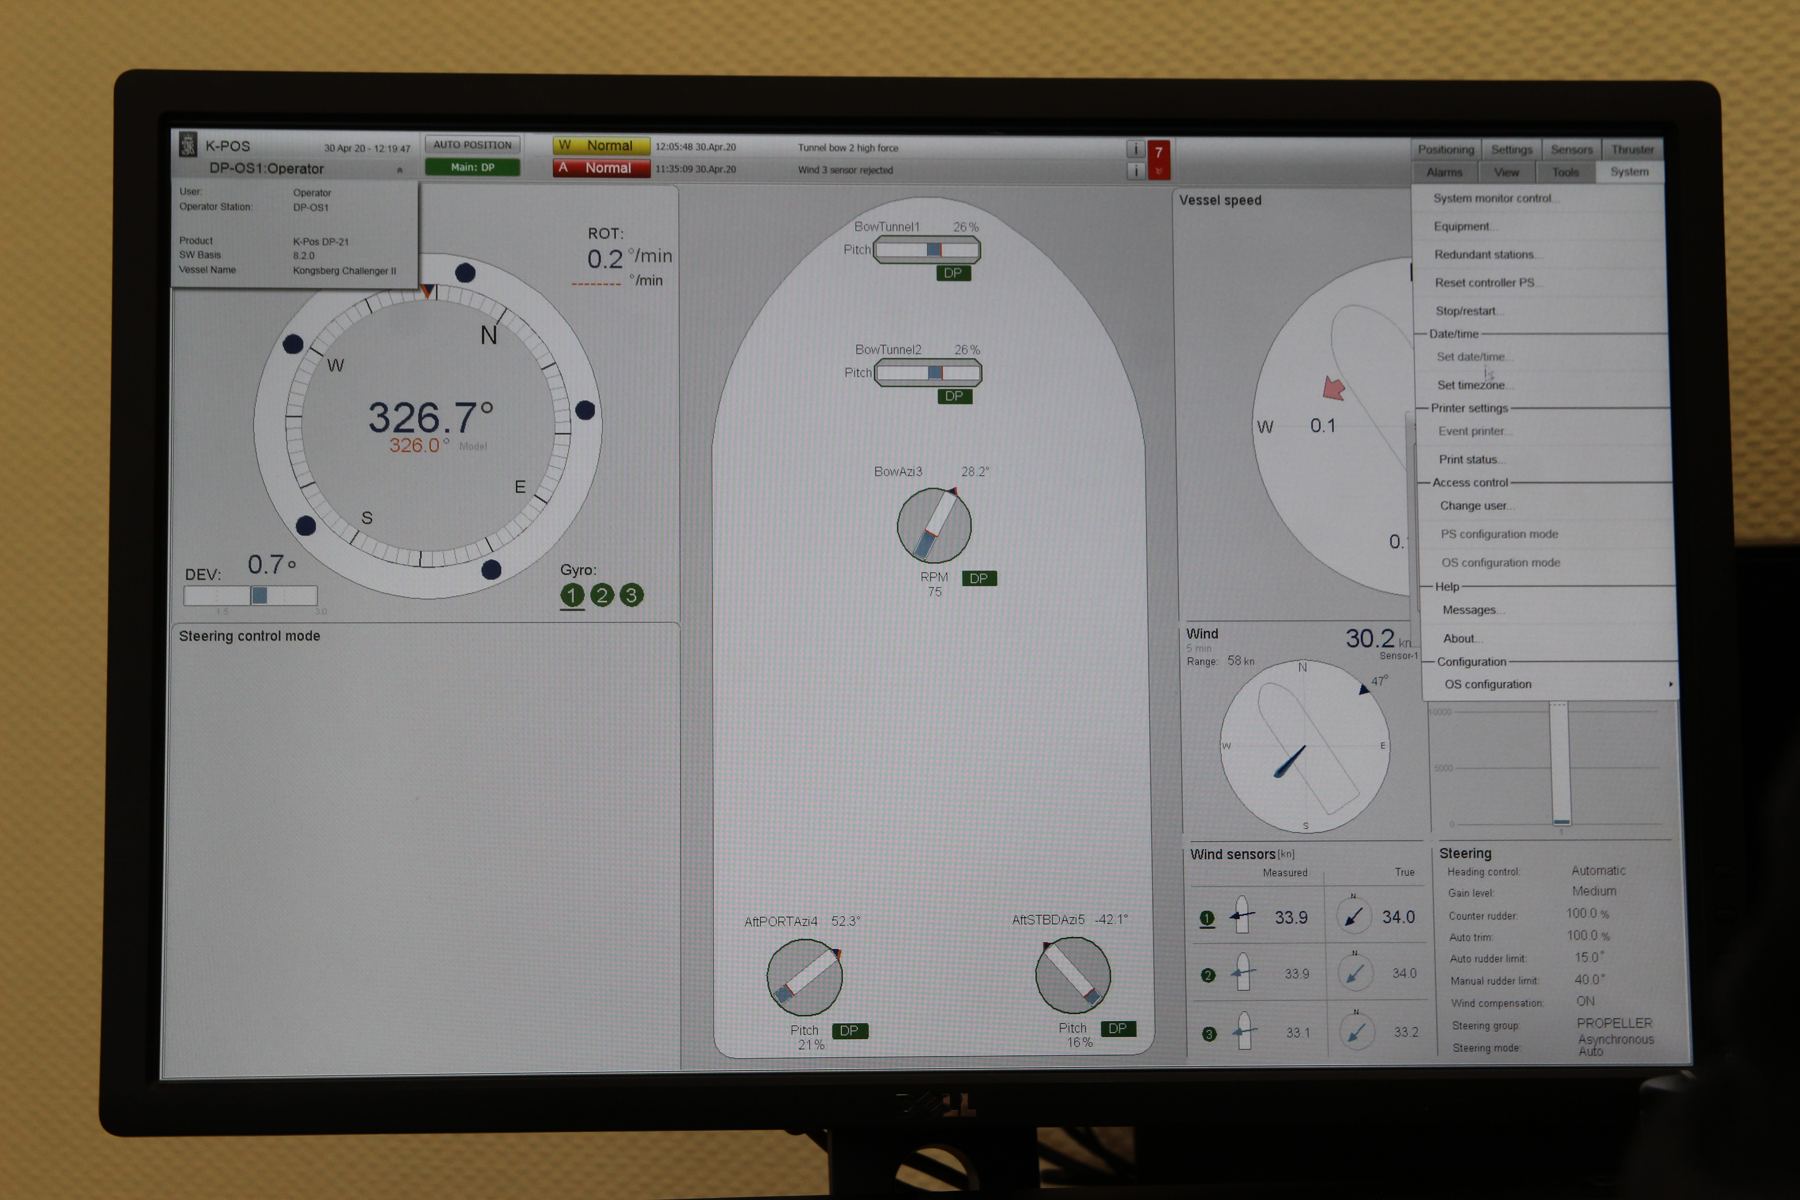 K-POS
30 Apr 20 - 12:19:47
DP-OS1:Operator
AUTO POSITION
Main: DP
W Normal 12:05:48 30.Apr.20 Tunnel bow 2 high force
A Normal 11:35:09 30.Apr.20 Wind 3 sensor rejected
i
i
7
Positioning Settings Sensors Thruster
Alarms View Tools System
User: Operator
Operator Station: DP-OS1
Product K-Pos DP-21
SW Basis 8.2.0
Vessel Name Kongsberg Challenger II
ROT:
0.2 °/min
°/min
N
W
E
S
326.7°
326.0° Model
DEV: 0.7°
1.5 3.0
Gyro:
1 2 3
Steering control mode
BowTunnel1 26%
Pitch
DP
BowTunnel2 26%
Pitch
DP
BowAzi3 28.2°
RPM
75
DP
AftPORTAzi4 52.3°
Pitch
21%
DP
AftSTBDAzi5 -42.1°
Pitch
16%
DP
Vessel speed
W 0.1
0.
System monitor control...
Equipment...
Redundant stations...
Reset controller PS...
Stop/restart...
Date/time
Set date/time...
Set timezone...
Printer settings
Event printer...
Print status...
Access control
Change user...
PS configuration mode
OS configuration mode
Help
Messages...
About...
Configuration
OS configuration
Wind
5 min
Range: 58 kn
30.2 kn
Sensor-1
N
47°
W
E
S
10000
5000
0
1
Wind sensors [kn]
Measured True
1 33.9 N 34.0
2 33.9 N 34.0
3 33.1 N 33.2
Steering
Heading control: Automatic
Gain level: Medium
Counter rudder: 100.0 %
Auto trim: 100.0 %
Auto rudder limit: 15.0°
Manual rudder limit: 40.0°
Wind compensation: ON
Steering group: PROPELLER
Steering mode: Asynchronous
Auto
DELL